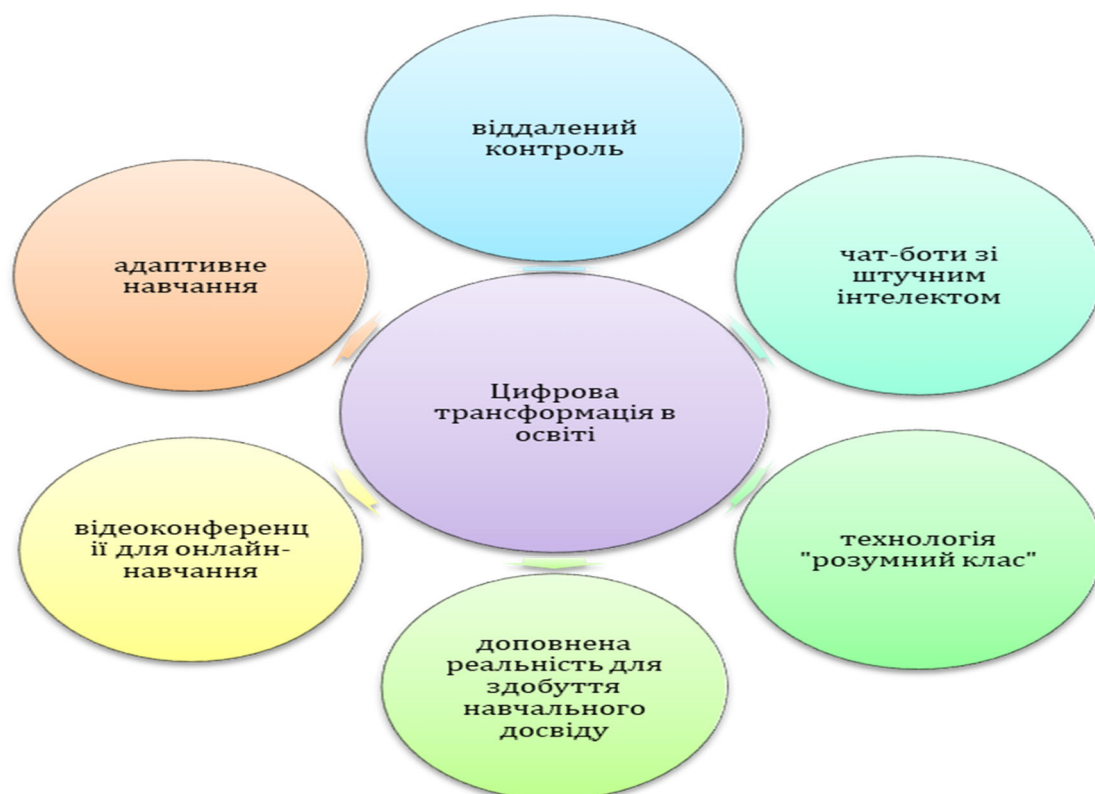 віддалений
контроль
адаптивне
навчання
чат-боти зі
штучним
інтелектом
Цифрова
трансформація в
освіті
відеоконференц
ії для онлайн-
навчання
технологія
"розумний клас"
доповнена
реальність для
здобуття
навчального
досвіду